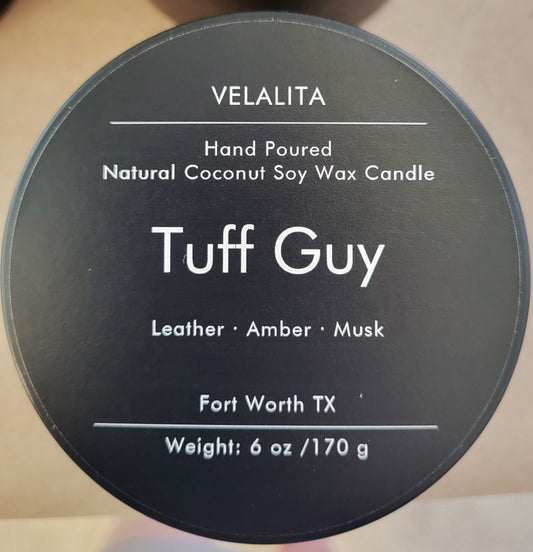 VELALITA
Hand Poured
Natural Coconut Soy Wax Candle
Tuff Guy
Leather · Amber · Musk
Fort Worth TX
Weight: 6 oz /170 g